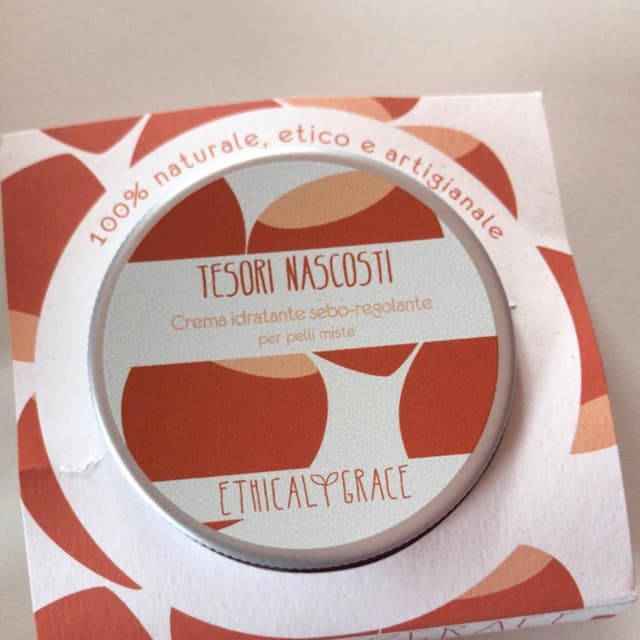 100% naturale, etico e artigianale
TESORI NASCOSTI
Crema idratante sebo-regolante
per pelli miste
ETHICAL GRACE